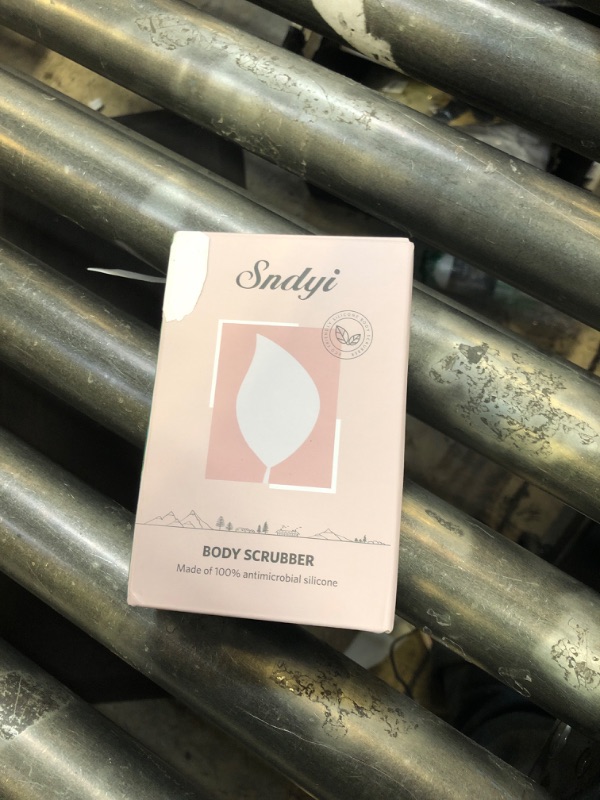 Sndyi
BODY SCRUBBER
Made of 100% antimicrobial silicone